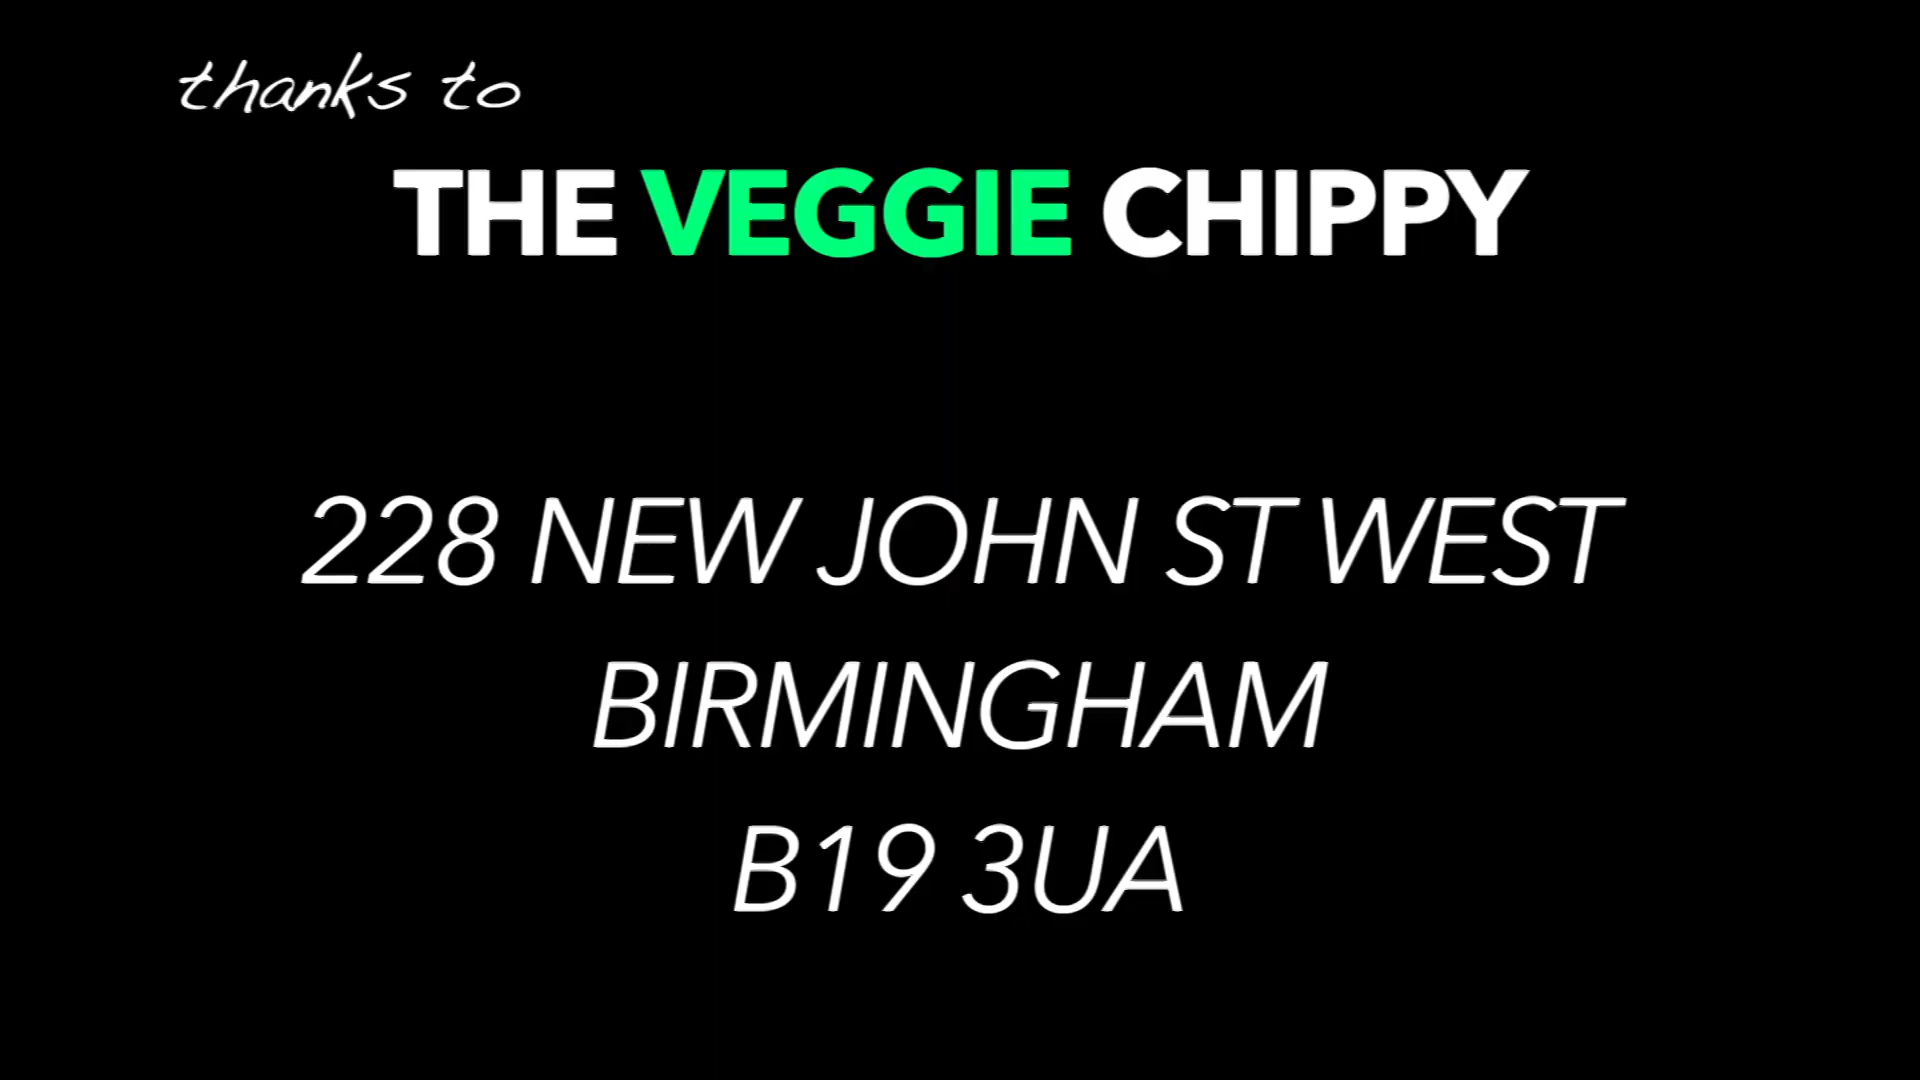 thanks to
THE VEGGIE CHIPPY
228 NEW JOHN ST WEST
BIRMINGHAM
B19 3UA